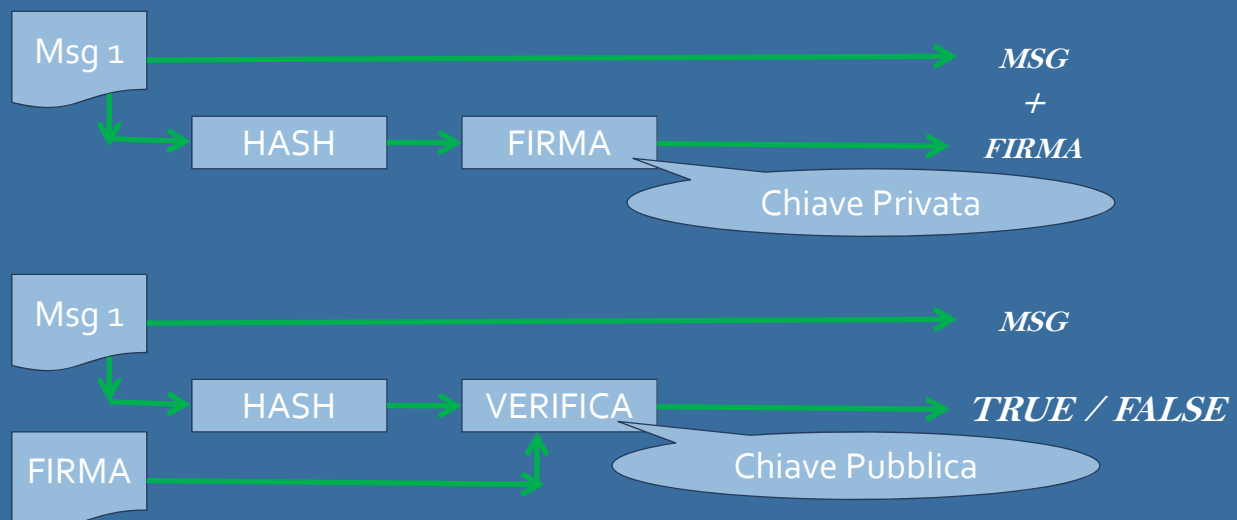 Msg 1
MSG
+
HASH
FIRMA
FIRMA
Chiave Privata
Msg 1
MSG
HASH
VERIFICA
TRUE / FALSE
FIRMA
Chiave Pubblica